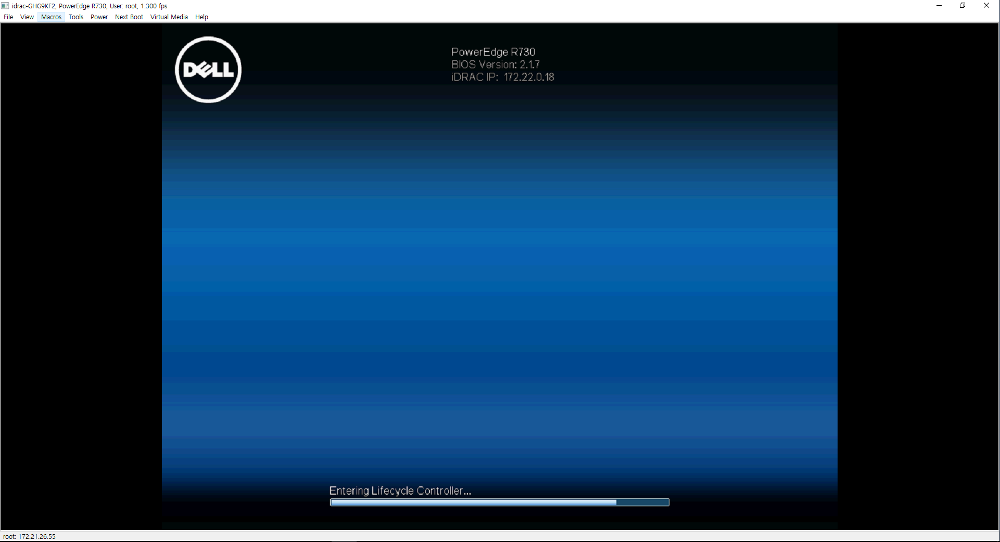 idrac-GHG9KF2, PowerEdge R730, User: root, 1.300 fps
File View Macros Tools Power Next Boot Virtual Media Help
DELL
PowerEdge R730
BIOS Version: 2.1.7
iDRAC IP: 172.22.0.18
Entering Lifecycle Controller...
root: 172.21.26.55